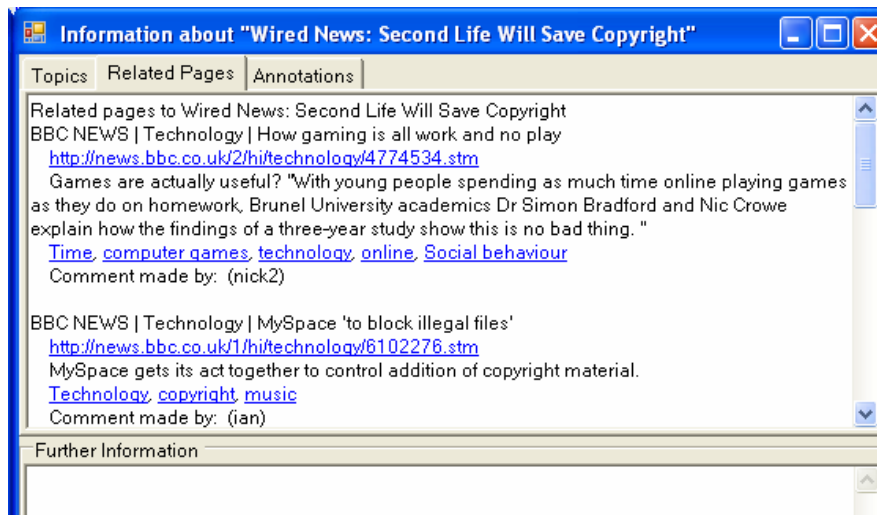 Information about "Wired News: Second Life Will Save Copyright"
Topics Related Pages Annotations
Related pages to Wired News: Second Life Will Save Copyright
BBC NEWS | Technology | How gaming is all work and no play
http://news.bbc.co.uk/2/hi/technology/4774534.stm
Games are actually useful? "With young people spending as much time online playing games
as they do on homework, Brunel University academics Dr Simon Bradford and Nic Crowe
explain how the findings of a three-year study show this is no bad thing. "
Time, computer games, technology, online, Social behaviour
Comment made by: (nick2)
BBC NEWS | Technology | MySpace 'to block illegal files'
http://news.bbc.co.uk/1/hi/technology/6102276.stm
MySpace gets its act together to control addition of copyright material.
Technology, copyright, music
Comment made by: (ian)
Further Information